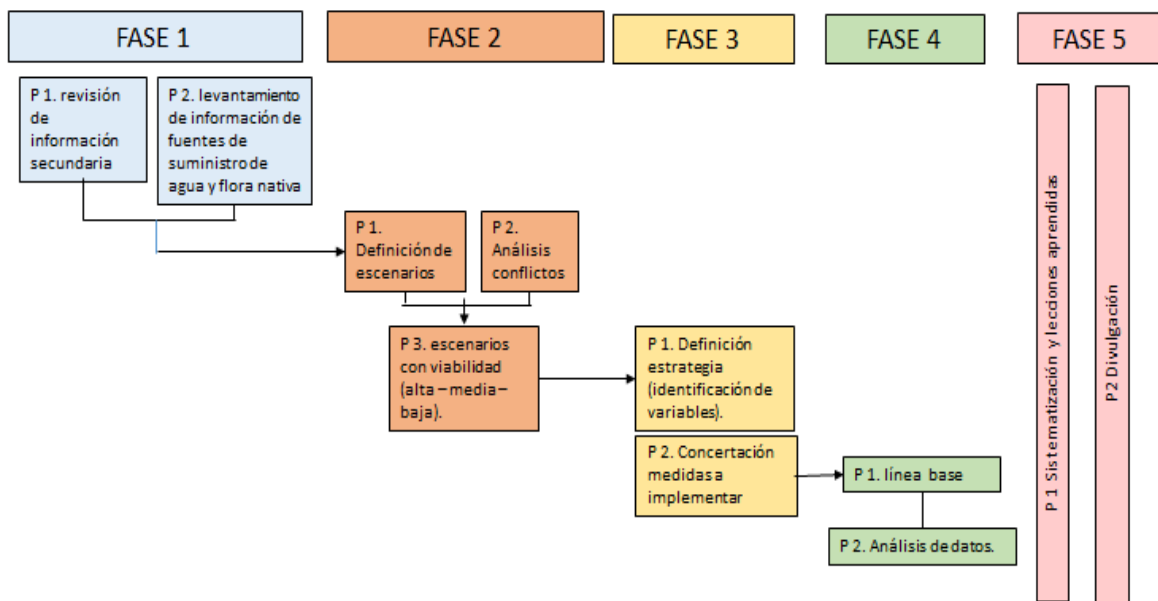 FASE 1
FASE 2
FASE 3
FASE 4
FASE 5
P 1. revisión
de
información
secundaria
P 2. levantamiento
de información de
fuentes de
suministro de
agua y flora nativa
P 1.
Definición de
escenarios
P 2.
Análisis
conflictos
P 3. escenarios
con viabilidad
(alta – media –
baja).
P 1. Definición
estrategia
(identificación de
variables).
P 2. Concertación
medidas a
implementar
P 1. línea base
P 2. Análisis de datos.
P 1 Sistematización y lecciones aprendidas
P2 Divulgación